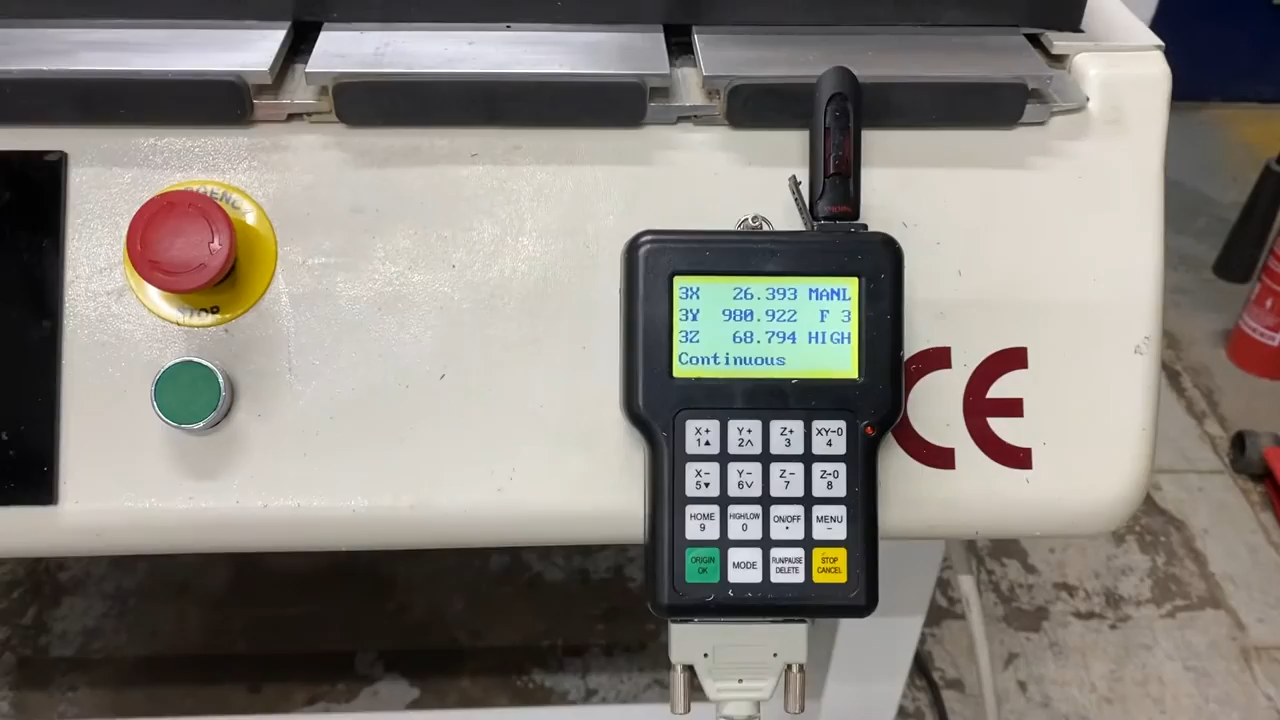 STOP
3X 26.393 MANL
3Y 980.922 F 3
3Z 68.794 HIGH
Continuous
CE
X+ Y+ Z+ XY-0
1▲ 2∧ 3 4
X- Y- Z- Z-0
5▼ 6∨ 7 8
HOME HIGH/LOW ON/OFF MENU
9 0 • -
ORIGIN OK MODE RUN/PAUSE DELETE STOP CANCEL